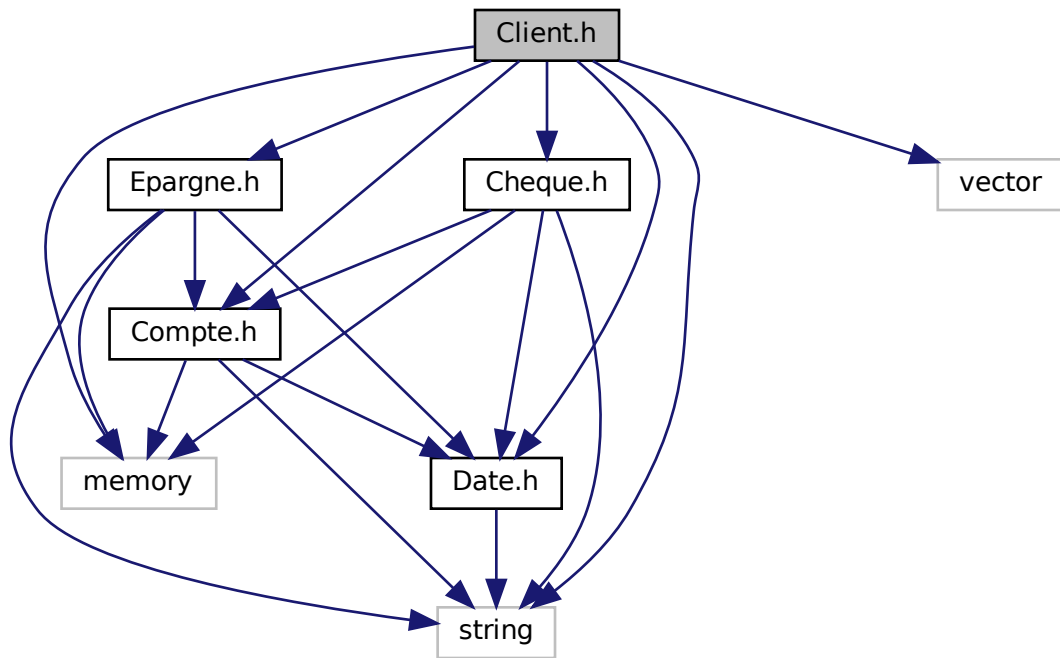 Client.h
Epargne.h
Cheque.h
vector
Compte.h
memory
Date.h
string